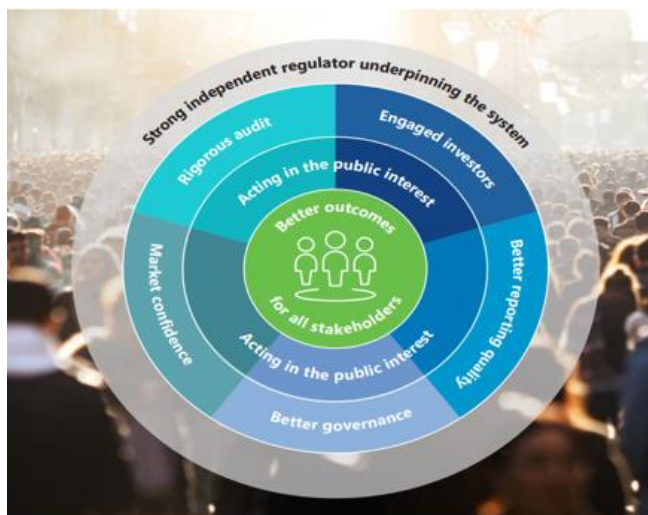 Strong independent regulator underpinning the system
Rigorous audit
Engaged investors
Acting in the public interest
Better outcomes
for all stakeholders
Market confidence
Better reporting quality
Acting in the public interest
Better governance